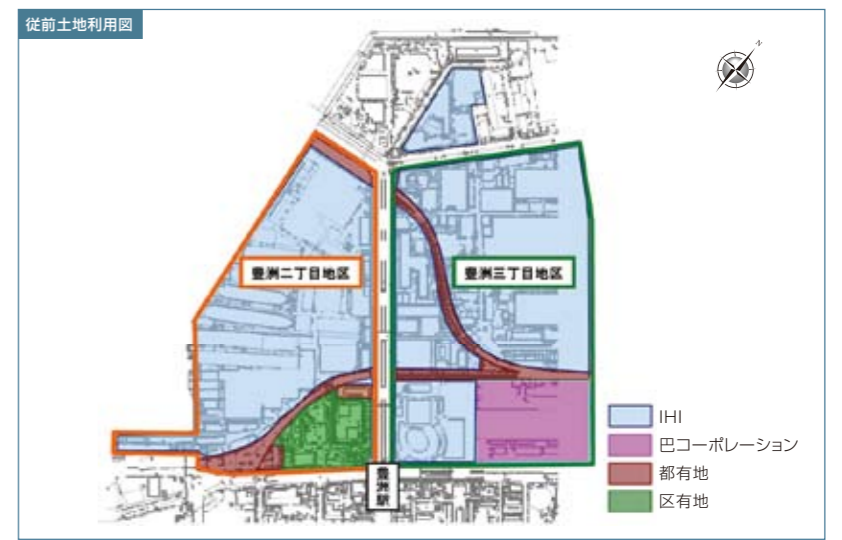 従前土地利用図
N
豊洲二丁目地区
豊洲三丁目地区
豊洲駅
IHI
巴コーポレーション
都有地
区有地